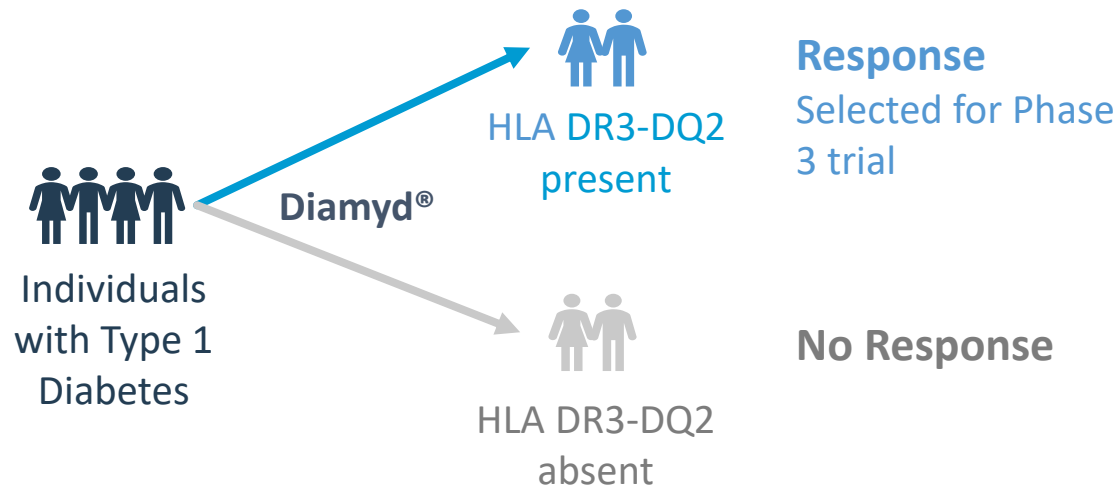 Individuals
with Type 1
Diabetes
Diamyd®
HLA DR3-DQ2
present
Response
Selected for Phase
3 trial
HLA DR3-DQ2
absent
No Response